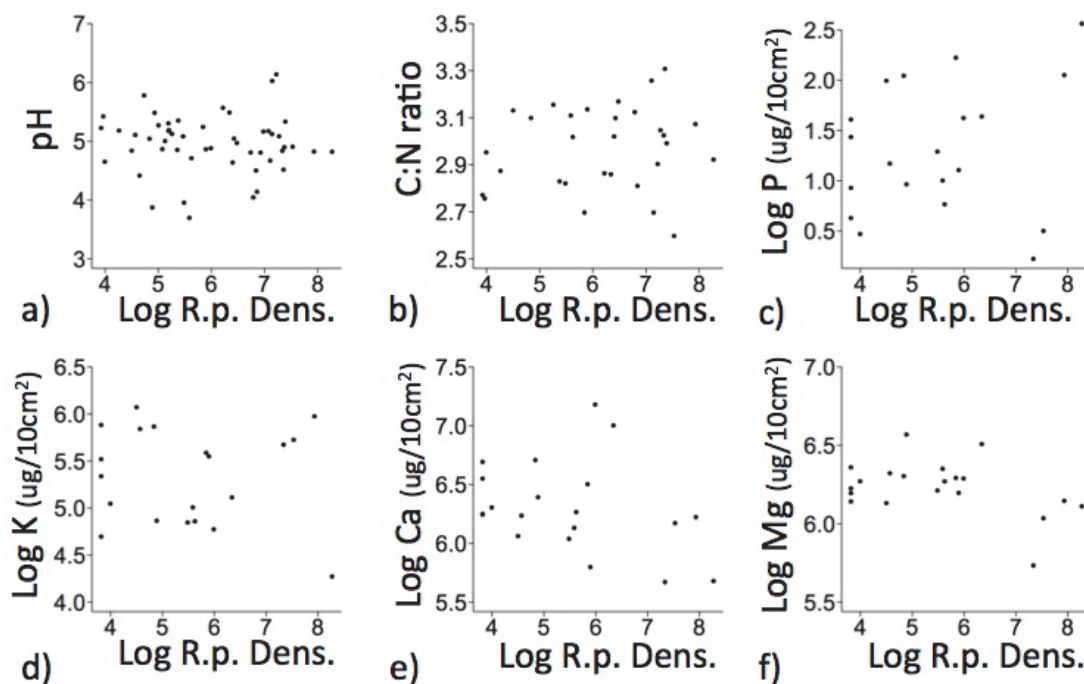 7
6
5
4
3
pH
4 5 6 7 8
a) Log R.p. Dens.
3.5
3.3
3.1
2.9
2.7
2.5
C:N ratio
4 5 6 7 8
b) Log R.p. Dens.
2.5
2.0
1.5
1.0
0.5
Log P (ug/10cm²)
4 5 6 7 8
c) Log R.p. Dens.
6.5
6.0
5.5
5.0
4.5
4.0
Log K (ug/10cm²)
4 5 6 7 8
d) Log R.p. Dens.
7.5
7.0
6.5
6.0
5.5
Log Ca (ug/10cm²)
4 5 6 7 8
e) Log R.p. Dens.
7.0
6.5
6.0
5.5
Log Mg (ug/10cm²)
4 5 6 7 8
f) Log R.p. Dens.